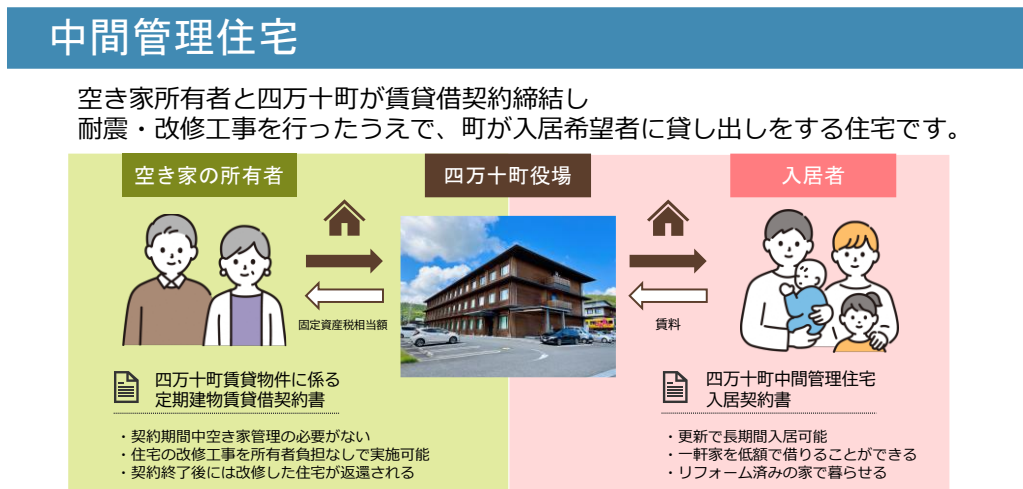 中間管理住宅
空き家所有者と四万十町が賃貸借契約締結し
耐震・改修工事を行ったうえで、町が入居希望者に貸し出しをする住宅です。
空き家の所有者
四万十町役場
入居者
固定資産税相当額
賃料
四万十町賃貸物件に係る
定期建物賃貸借契約書
・契約期間中空き家管理の必要がない
・住宅の改修工事を所有者負担なしで実施可能
・契約終了後には改修した住宅が返還される
四万十町中間管理住宅
入居契約書
・更新で長期間入居可能
・一軒家を低額で借りることができる
・リフォーム済みの家で暮らせる